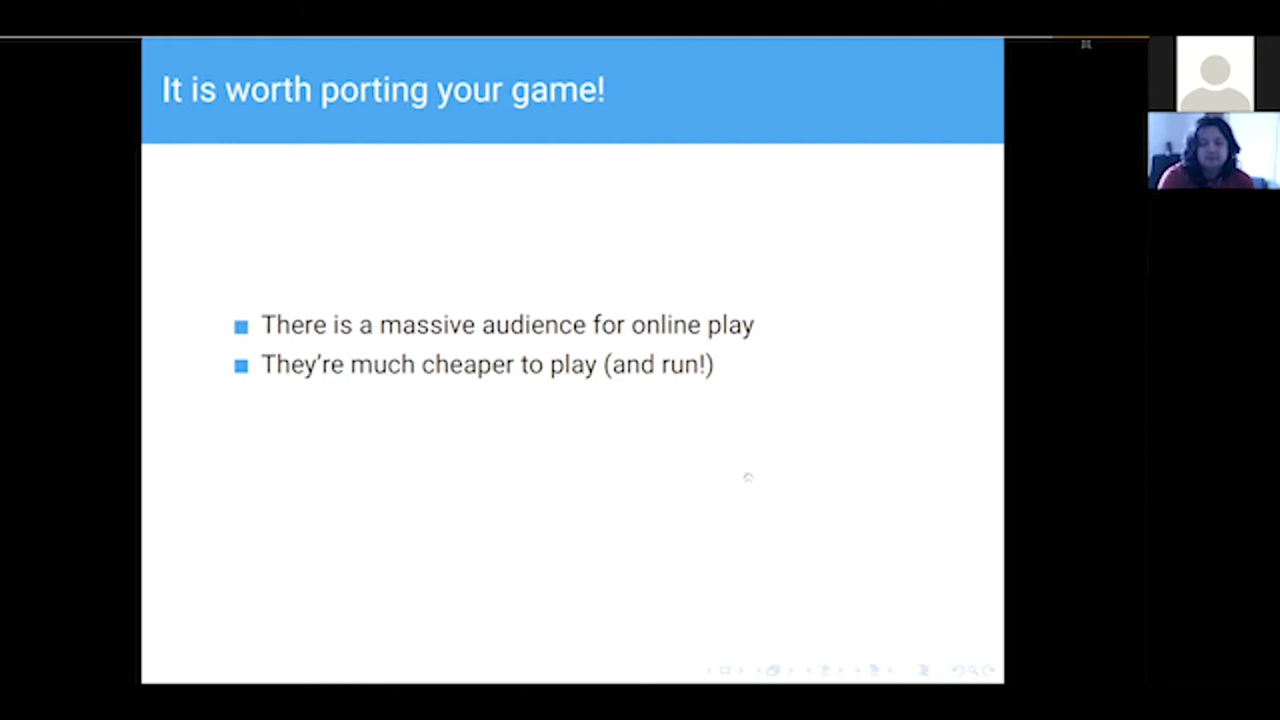 It is worth porting your game!
There is a massive audience for online play
They're much cheaper to play (and run!)